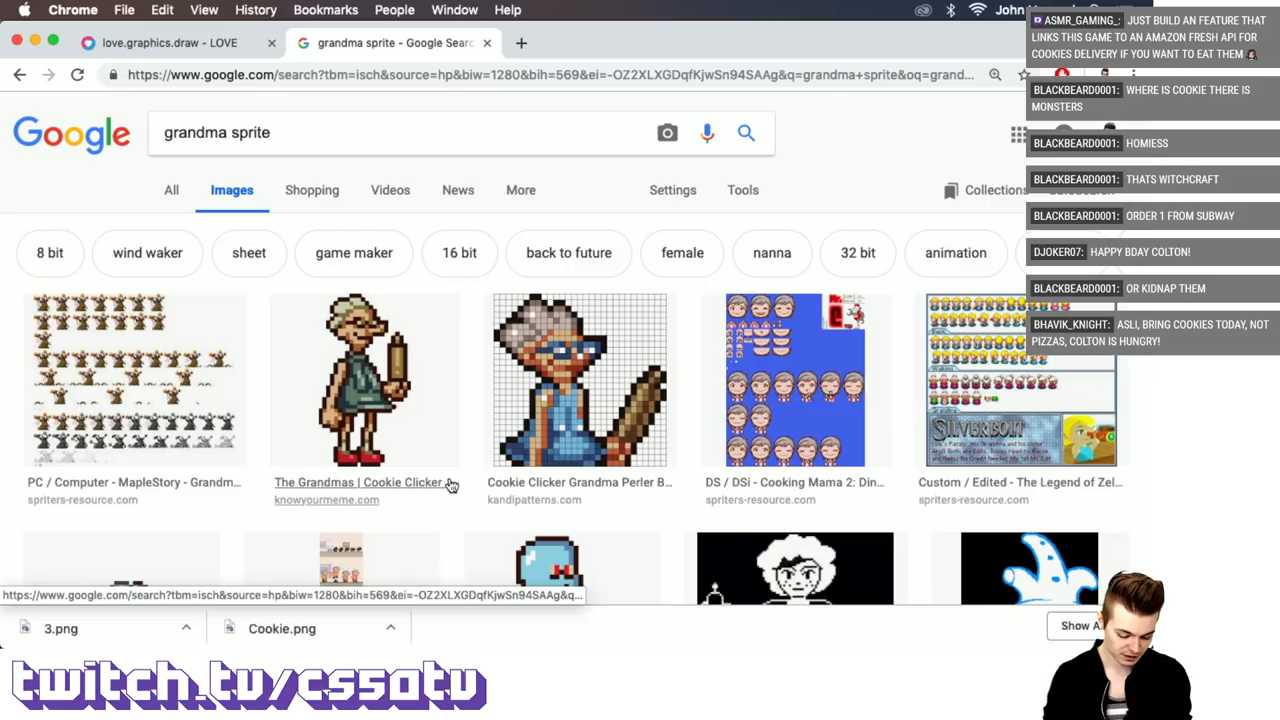 Chrome File Edit View History Bookmarks People Window Help
love.graphics.draw - LOVE
grandma sprite - Google Searc
https://www.google.com/search?tbm=isch&source=hp&biw=1280&bih=569&ei=-OZ2XLXGDqfKjwSn94SAAg&q=grandma+sprite&oq=grand...
Google
grandma sprite
All Images Shopping Videos News More Settings Tools
Collections
8 bit wind waker sheet game maker 16 bit back to future female nanna 32 bit animation
SILVERBOLT
PC / Computer - MapleStory - Grandm...
spriters-resource.com
The Grandmas | Cookie Clicker
knowyourmeme.com
Cookie Clicker Grandma Perler B...
kandipatterns.com
DS / DSi - Cooking Mama 2: Din...
spriters-resource.com
Custom / Edited - The Legend of Zel...
spriters-resource.com
https://www.google.com/search?tbm=isch&source=hp&biw=1280&bih=569&ei=-OZ2XLXGDqfKjwSn94SAAg&q...
3.png
Cookie.png
Show
twitch.tv/cs50tv
ASMR_GAMING_: JUST BUILD AN FEATURE THAT
LINKS THIS GAME TO AN AMAZON FRESH API FOR
COOKIES DELIVERY IF YOU WANT TO EAT THEM
BLACKBEARD0001: WHERE IS COOKIE THERE IS
MONSTERS
BLACKBEARD0001: HOMIESS
BLACKBEARD0001: THATS WITCHCRAFT
BLACKBEARD0001: ORDER 1 FROM SUBWAY
DJOKER07: HAPPY BDAY COLTON!
BLACKBEARD0001: OR KIDNAP THEM
BHAVIK_KNIGHT: ASLI, BRING COOKIES TODAY, NOT
PIZZAS, COLTON IS HUNGRY!